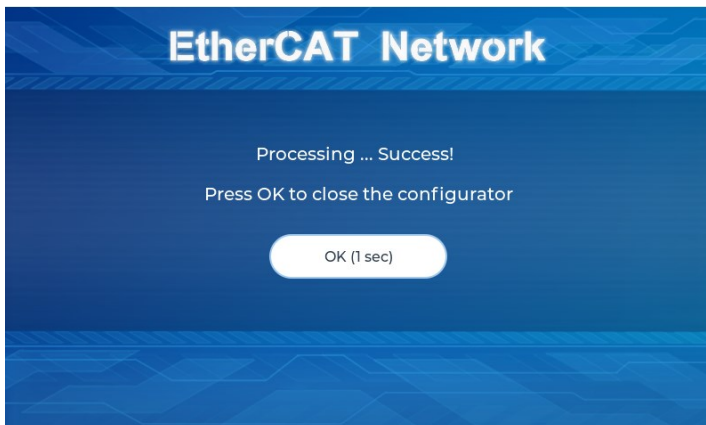 EtherCAT Network
Processing ... Success!
Press OK to close the configurator
OK (1 sec)